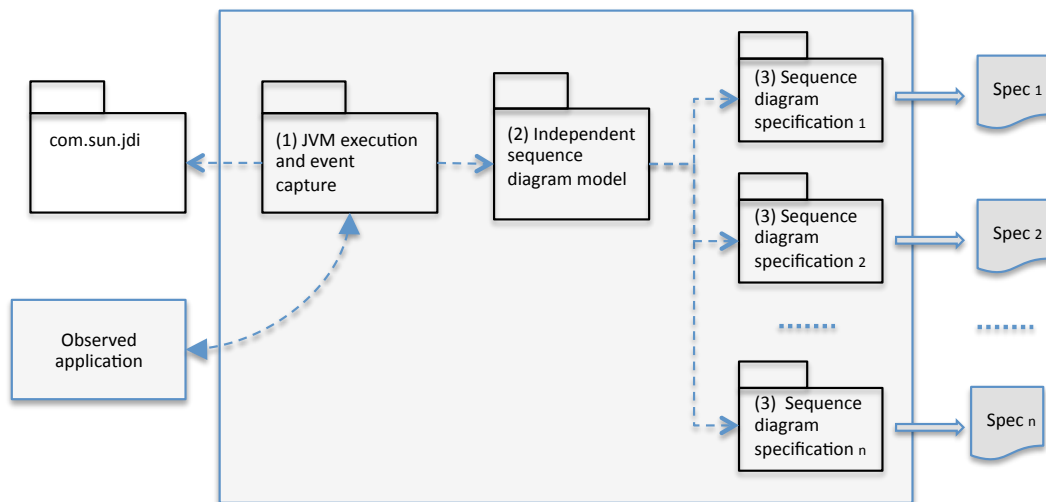 com.sun.jdi
(1) JVM execution
and event
capture
(2) Independent
sequence
diagram model
(3) Sequence
diagram
specification 1
Spec 1
(3) Sequence
diagram
specification 2
Spec 2
Observed
application
(3) Sequence
diagram
specification n
Spec n